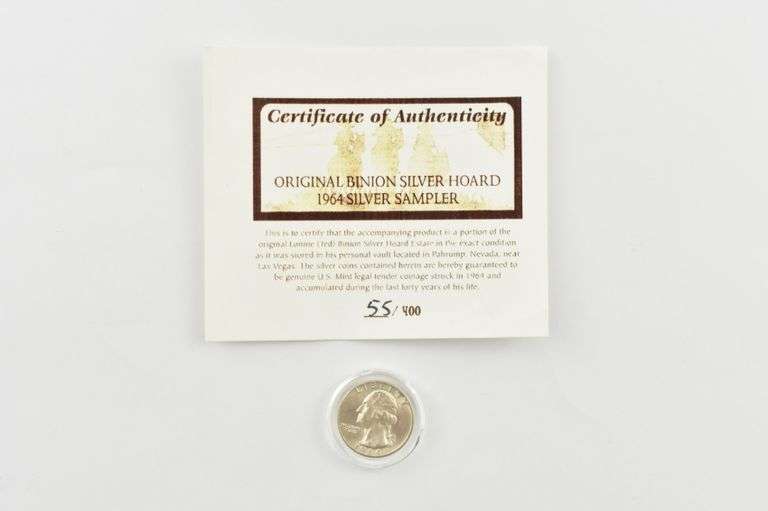 Certificate of Authenticity
ORIGINAL BINION SILVER HOARD
1964 SILVER SAMPLER
This is to certify that the accompanying product is a portion of the
original Lonnie (Ted) Binion Silver Hoard Estate in the exact condition
as it was stored in his personal vault located in Pahrump, Nevada, near
Las Vegas. The silver coins contained herein are hereby guaranteed to
be genuine U.S. Mint legal tender coinage struck in 1964 and
accumulated during the last forty years of his life.
55/ 400
LIBERTY